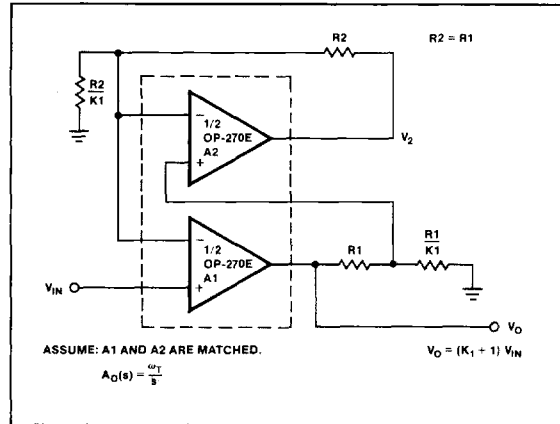 R2
R2 = R1
R2
K1
−
1/2
OP-270E
A2
+
V2
−
1/2
OP-270E
A1
+
R1
R1
K1
VIN
VO
ASSUME: A1 AND A2 ARE MATCHED.
AO(s) = ωT
s
VO = (K1 + 1) VIN